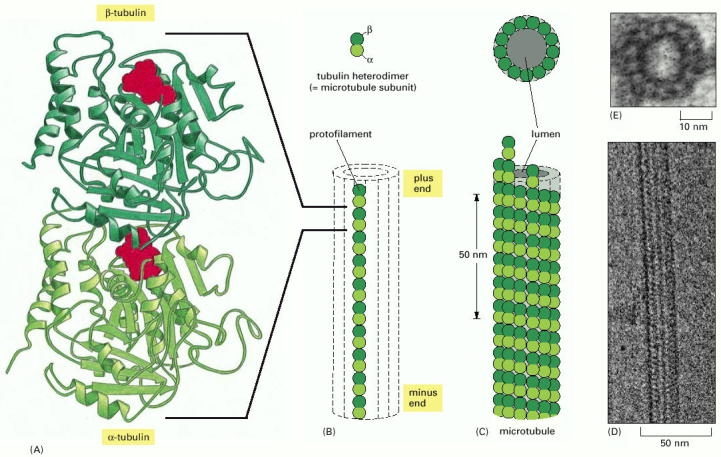 β-tubulin
α-tubulin
(A)
β
α
tubulin heterodimer
(= microtubule subunit)
protofilament
plus
end
minus
end
(B)
lumen
50 nm
(C)
microtubule
(E)
10 nm
(D)
50 nm